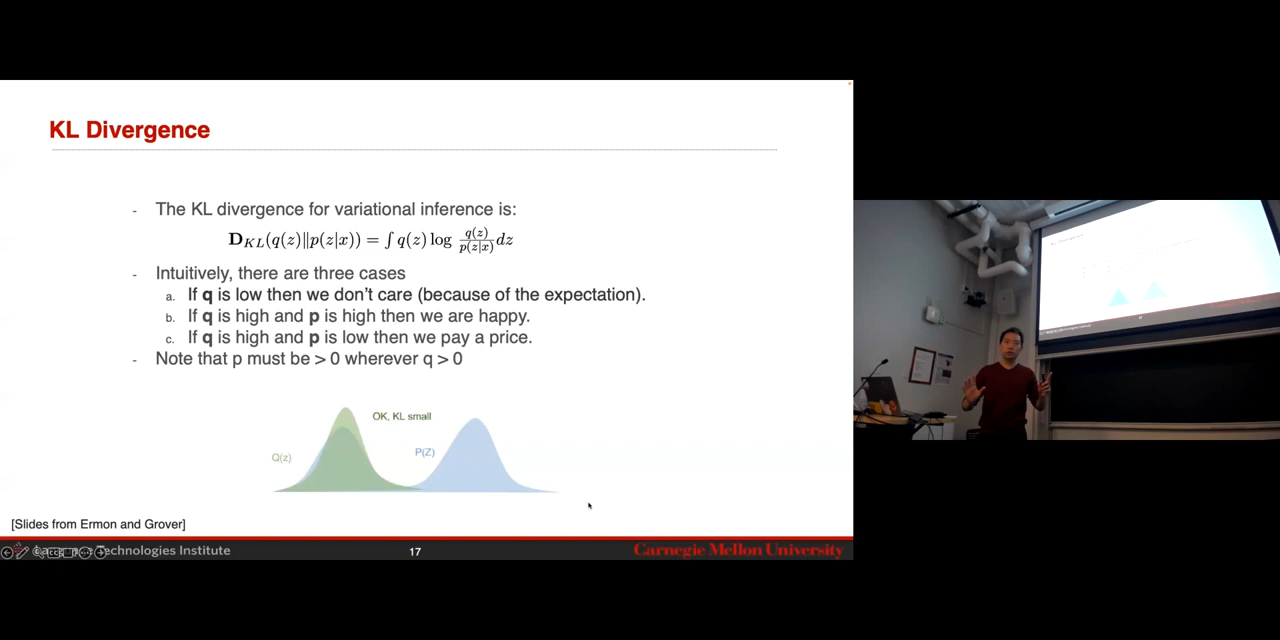 KL Divergence
- The KL divergence for variational inference is:
D_{KL}(q(z)‖p(z|x)) = ∫ q(z) log \frac{q(z)}{p(z|x)} dz
- Intuitively, there are three cases
a. If q is low then we don't care (because of the expectation).
b. If q is high and p is high then we are happy.
c. If q is high and p is low then we pay a price.
- Note that p must be > 0 wherever q > 0
OK, KL small
Q(z)
P(Z)
[Slides from Ermon and Grover]
Technologies Institute
17
Carnegie Mellon University